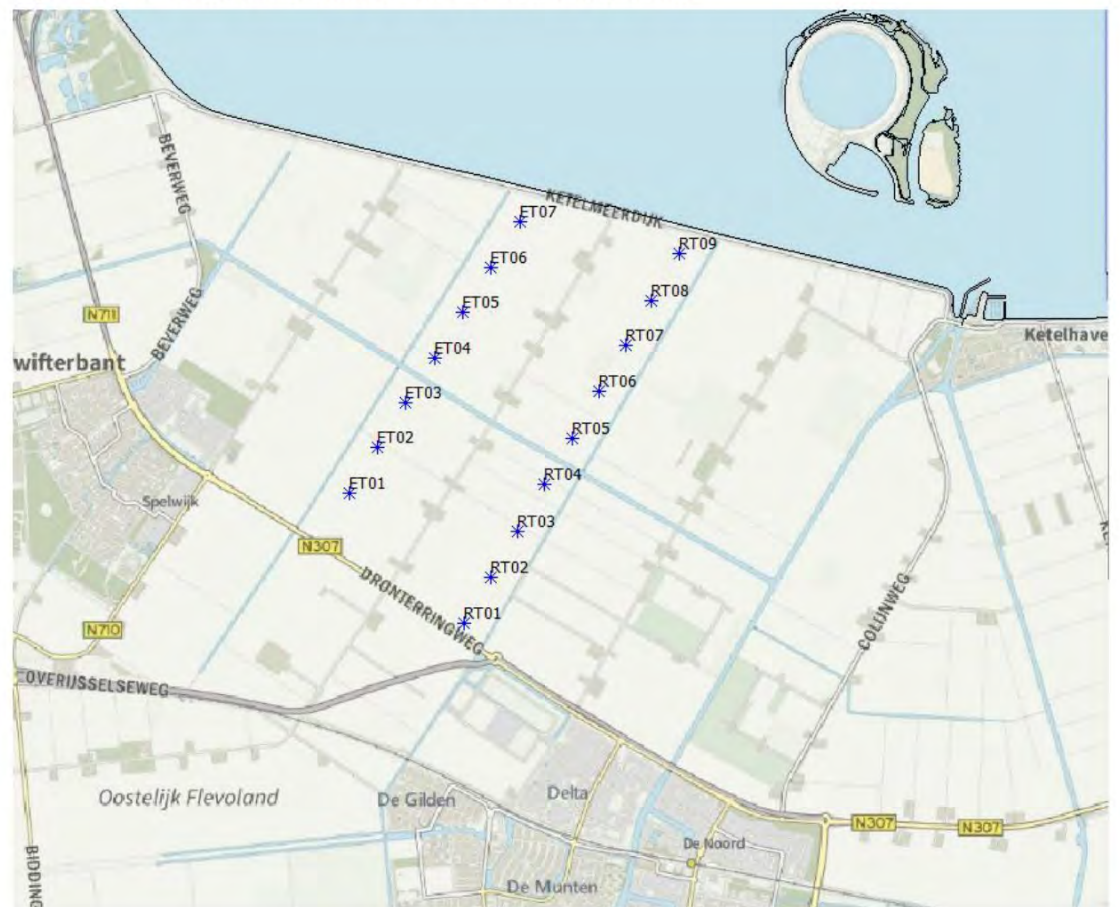 BEVERWEG
KETELMEERDIJK
ET07
RT09
ET06
RT08
BEVERWEG
ET05
N711
RT07
Ketelhave
wifterbant
ET04
RT06
ET03
RT05
ET02
RT04
ET01
Spelwijk
RT03
N307
RT02
DRONTERRINGWEG
COLIJNWEG
RT01
N710
OVERIJSSELSEWEG
Oostelijk Flevoland
De Gilden
Delta
N307
N307
De Noord
BIDDING
De Munten